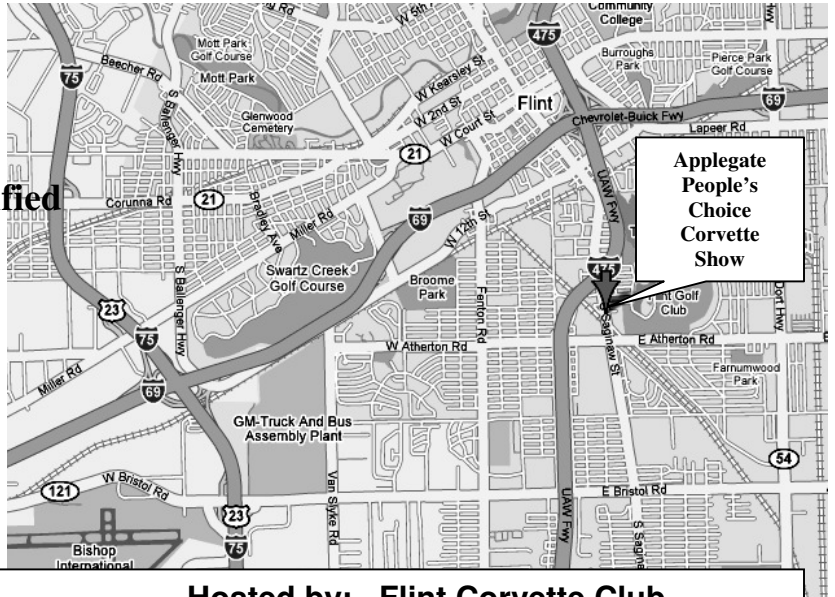 Community
College
W 5th St
475
Mott Park
Golf Course
75
Beecher Rd
Mott Park
Burroughs
Park
Pierce Park
Golf Course
Hwy
W Kearsley St
S Ballenger Hwy
Flint
69
W 2nd St
Glenwood
Cemetery
Chevrolet-Buick Fwy
W Court St
Lapeer Rd
21
Applegate
People's
Choice
Corvette
Show
fied
Corunna Rd
21
Bradley Ave
Miller Rd
69
W 12th St
UAW Fwy
Swartz Creek
Golf Course
475
S Ballenger Hwy
Broome
Park
Fenton Rd
Flint Golf
Club
Dort Hwy
23
S Saginaw St
75
W Atherton Rd
E Atherton Rd
Miller Rd
69
Farnumwood
Park
GM-Truck And Bus
Assembly Plant
54
W Bristol Rd
121
Van Slyke Rd
E Bristol Rd
UAW Fwy
23
75
Bishop
International
Hosted by: Flint Corvette Club